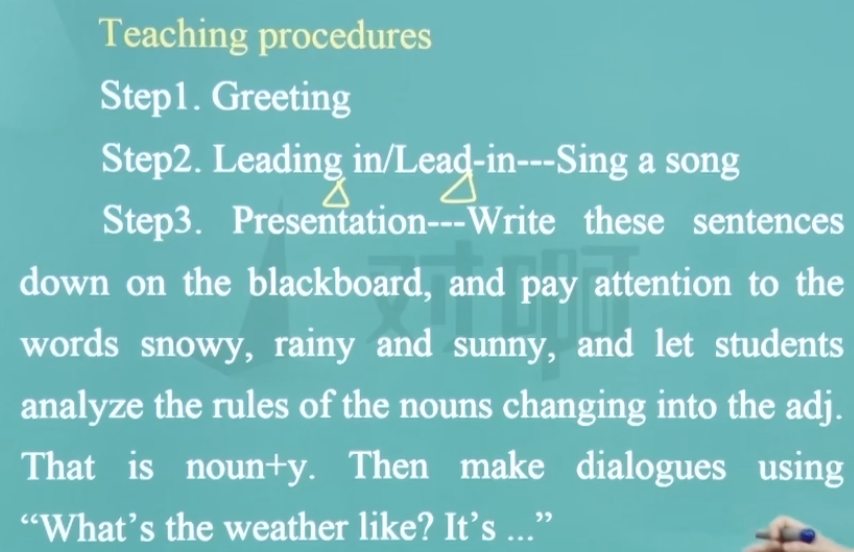 Teaching procedures
Step1. Greeting
Step2. Leading in/Lead-in---Sing a song
Step3. Presentation---Write these sentences
down on the blackboard, and pay attention to the
words snowy, rainy and sunny, and let students
analyze the rules of the nouns changing into the adj.
That is noun+y. Then make dialogues using
“What’s the weather like? It’s ...”
对啊